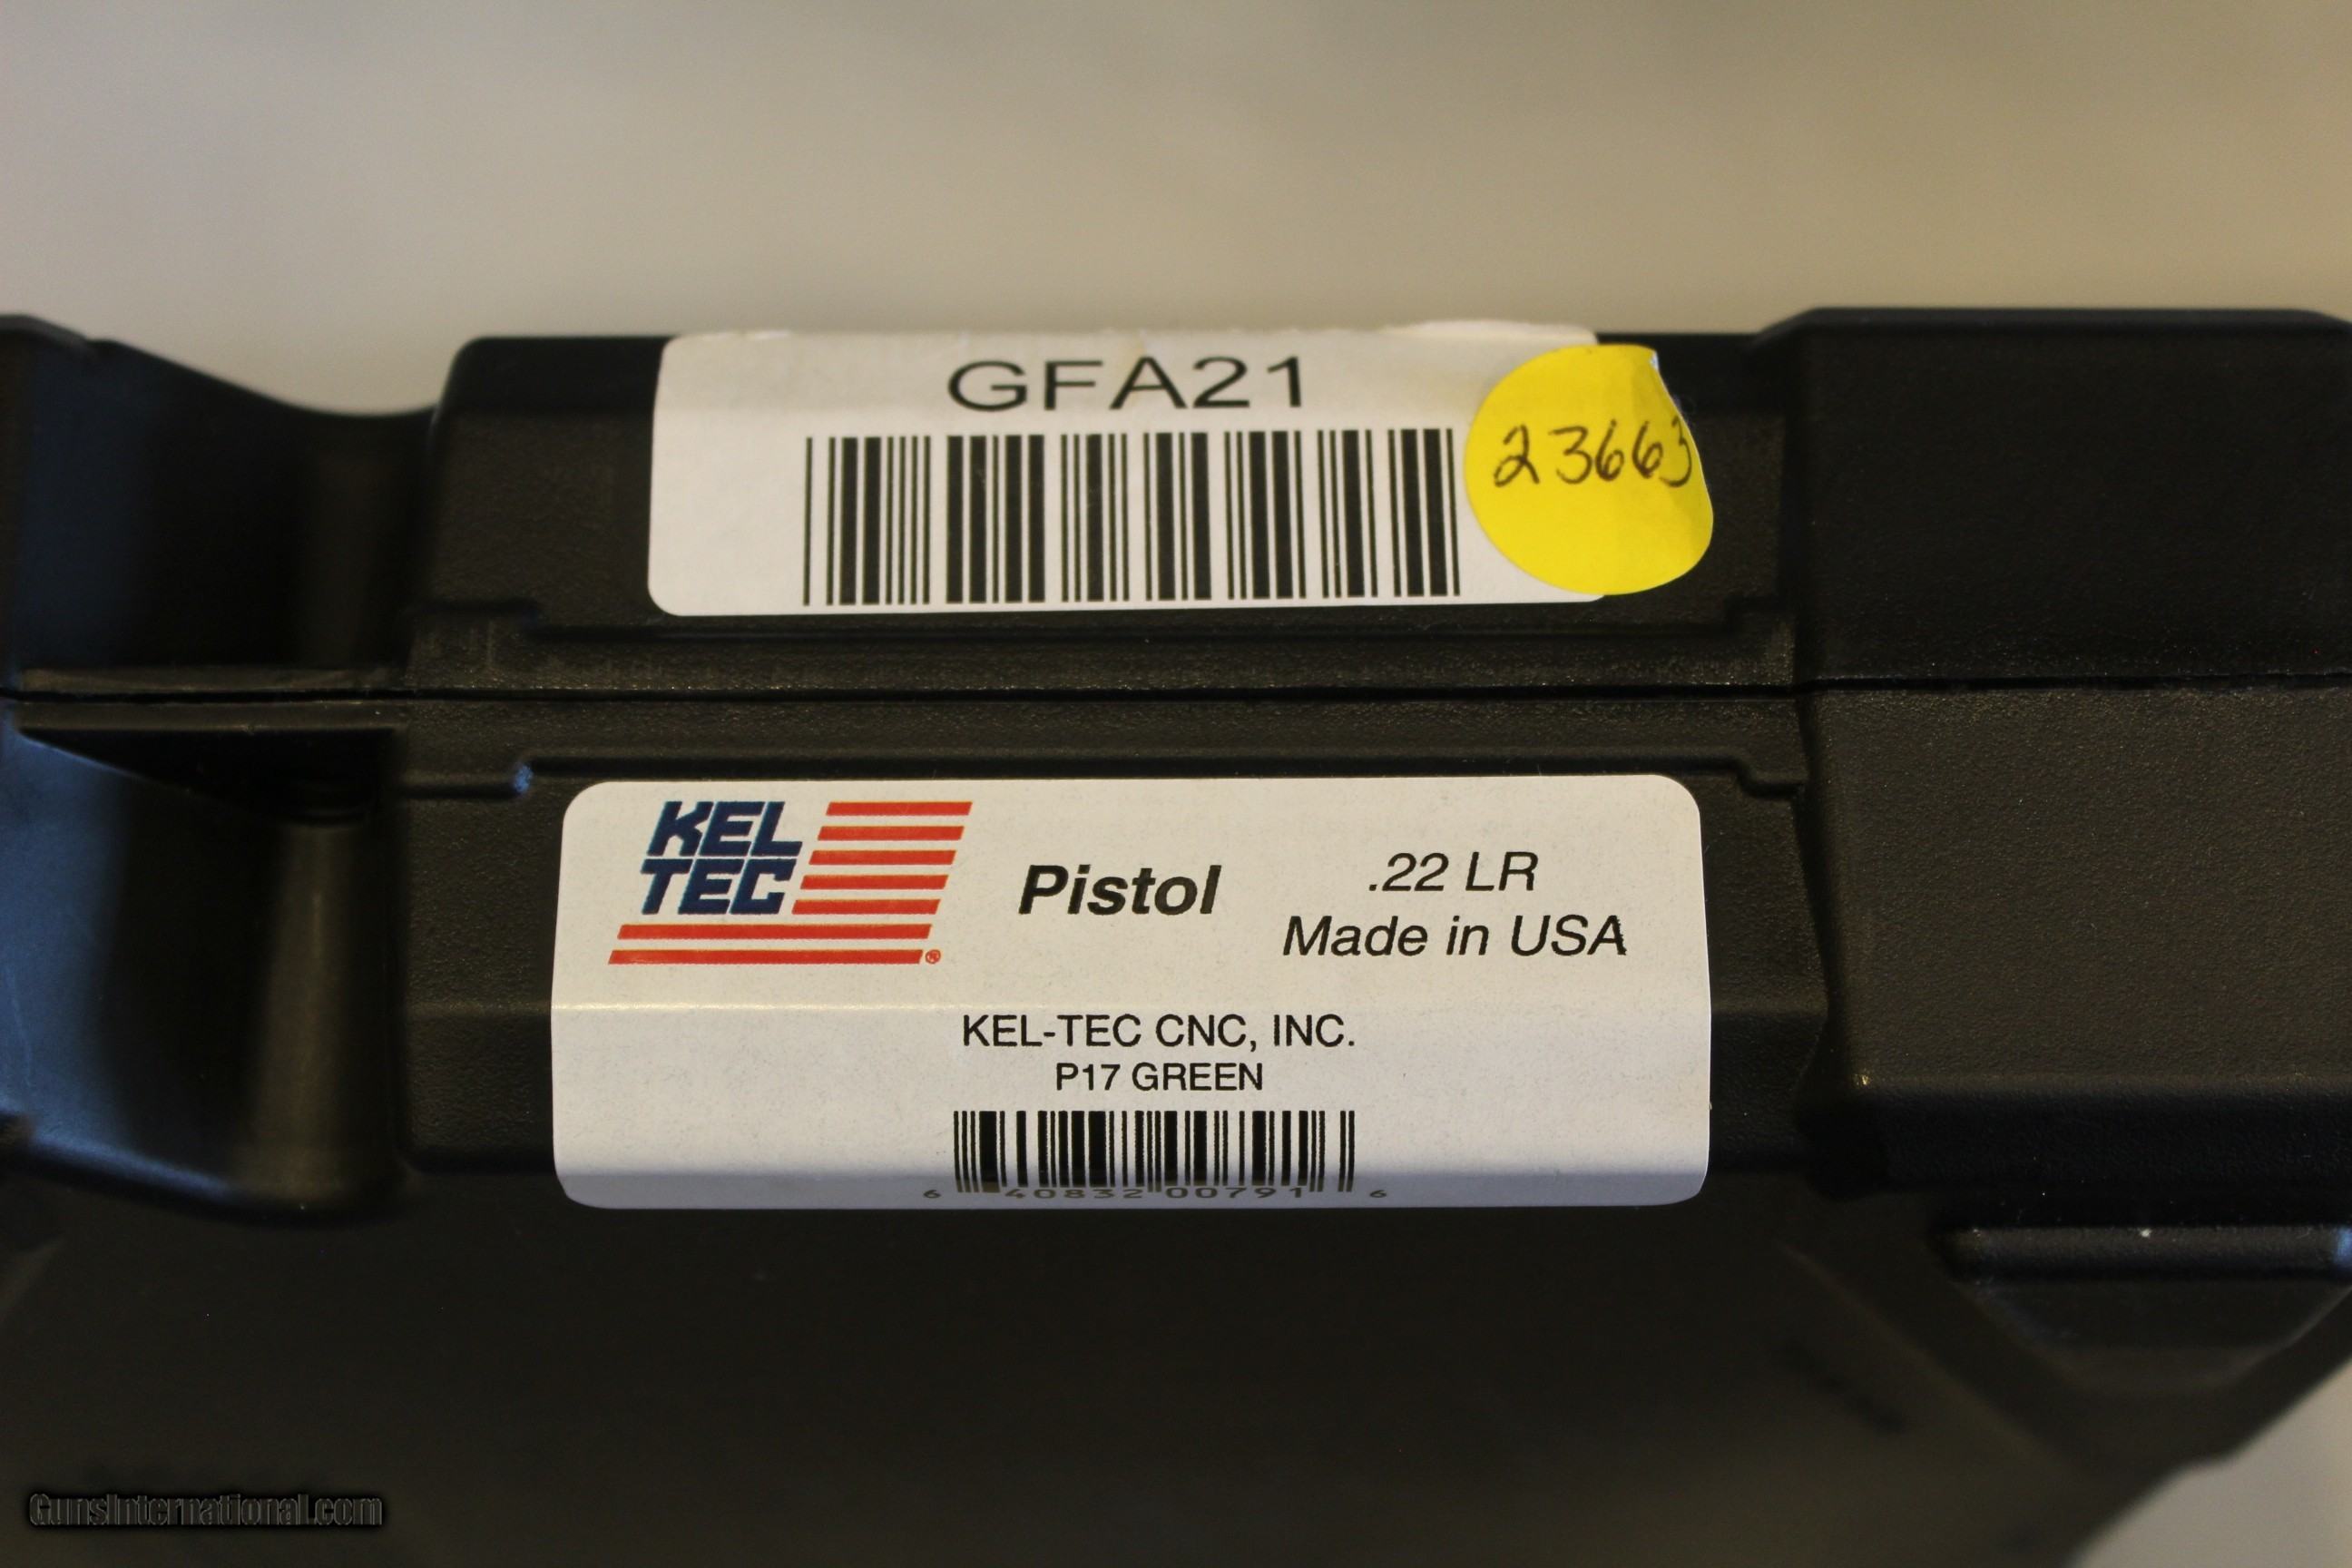 GFA21
23663
KEL
TEC
®
Pistol
.22 LR
Made in USA
KEL-TEC CNC, INC.
P17 GREEN
6 40832 00791 6
GunsInternational.com